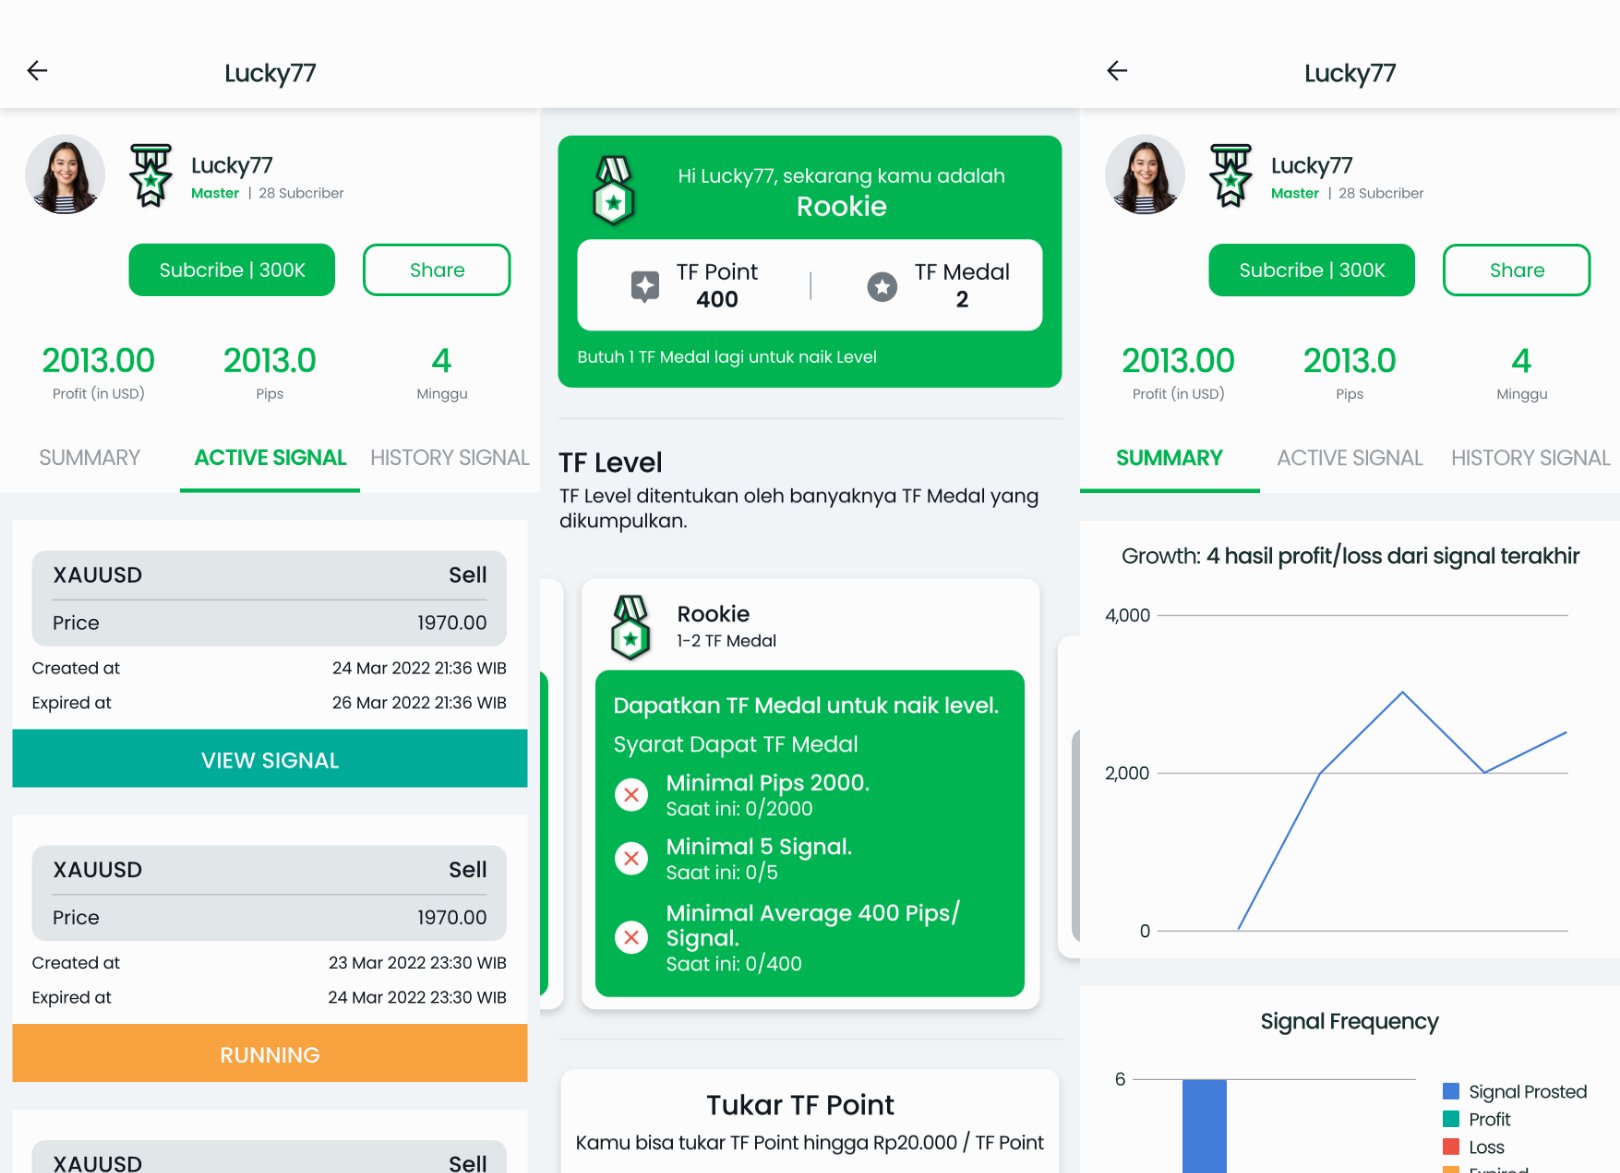 Lucky77
Lucky77
Master | 28 Subcriber
Subcribe | 300K
Share
2013.00
Profit (in USD)
2013.0
Pips
4
Minggu
SUMMARY
ACTIVE SIGNAL
HISTORY SIGNAL
XAUUSD Sell
Price 1970.00
Created at 24 Mar 2022 21:36 WIB
Expired at 26 Mar 2022 21:36 WIB
VIEW SIGNAL
XAUUSD Sell
Price 1970.00
Created at 23 Mar 2022 23:30 WIB
Expired at 24 Mar 2022 23:30 WIB
RUNNING
XAUUSD Sell
Hi Lucky77, sekarang kamu adalah
Rookie
TF Point
400
TF Medal
2
Butuh 1 TF Medal lagi untuk naik Level
TF Level
TF Level ditentukan oleh banyaknya TF Medal yang
dikumpulkan.
Rookie
1-2 TF Medal
Dapatkan TF Medal untuk naik level.
Syarat Dapat TF Medal
Minimal Pips 2000.
Saat ini: 0/2000
Minimal 5 Signal.
Saat ini: 0/5
Minimal Average 400 Pips/
Signal.
Saat ini: 0/400
Tukar TF Point
Kamu bisa tukar TF Point hingga Rp20.000 / TF Point
Lucky77
Lucky77
Master | 28 Subcriber
Subcribe | 300K
Share
2013.00
Profit (in USD)
2013.0
Pips
4
Minggu
SUMMARY
ACTIVE SIGNAL
HISTORY SIGNAL
Growth: 4 hasil profit/loss dari signal terakhir
4,000
2,000
0
Signal Frequency
6
Signal Prosted
Profit
Loss
Expired